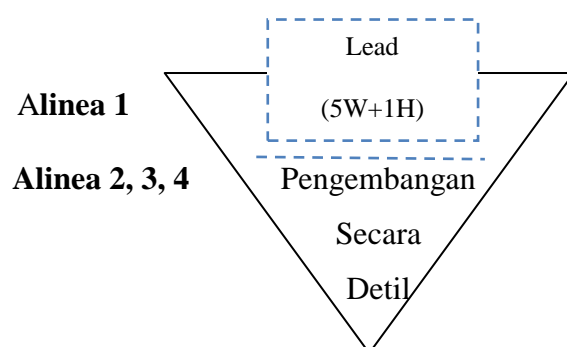 Lead
Alinea 1
(5W+1H)
Alinea 2, 3, 4
Pengembangan
Secara
Detil